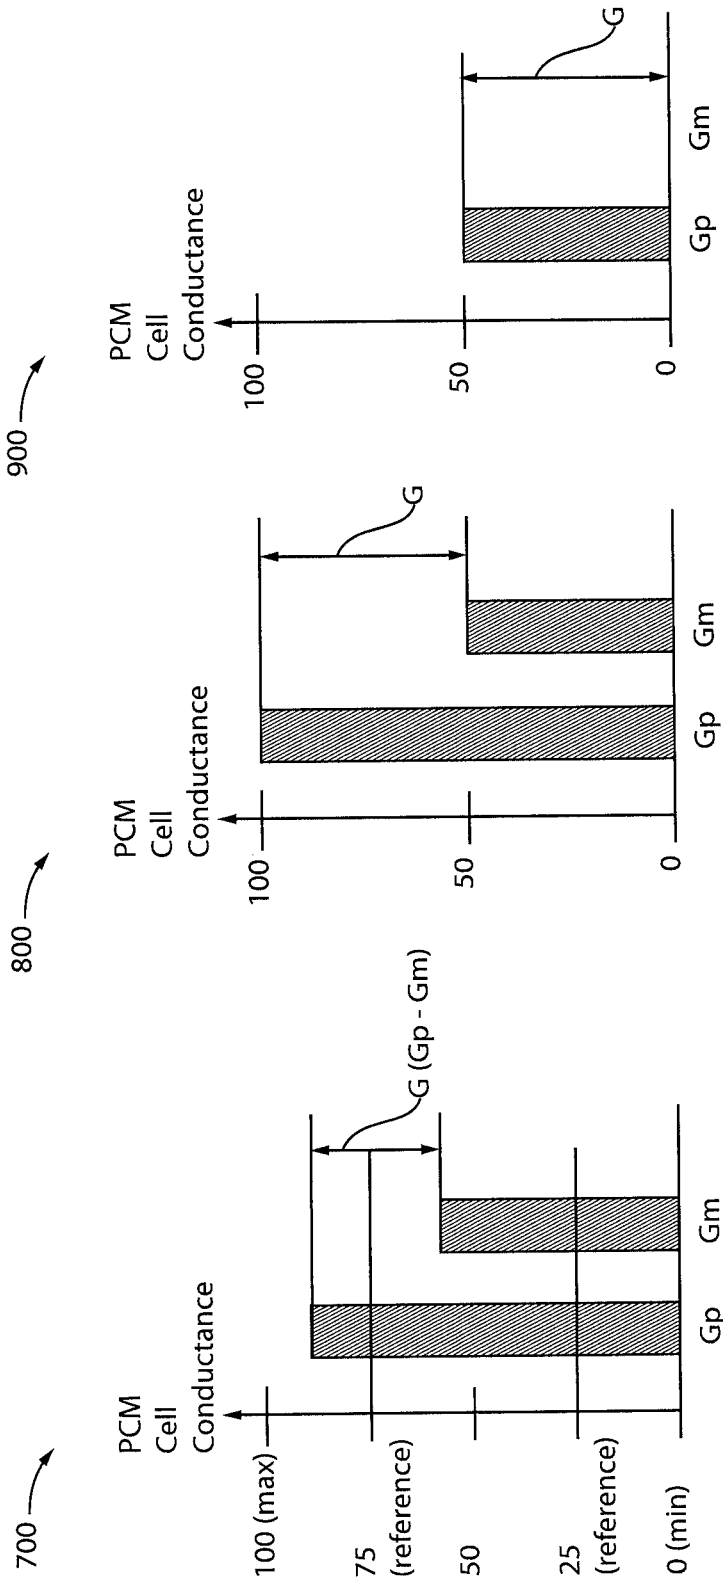 700
PCM
Cell
Conductance
100 (max)
75
(reference)
50
25
(reference)
0 (min)
G (Gp - Gm)
Gp
Gm
800
PCM
Cell
Conductance
100
50
0
G
Gp
Gm
900
PCM
Cell
Conductance
100
50
0
G
Gp
Gm